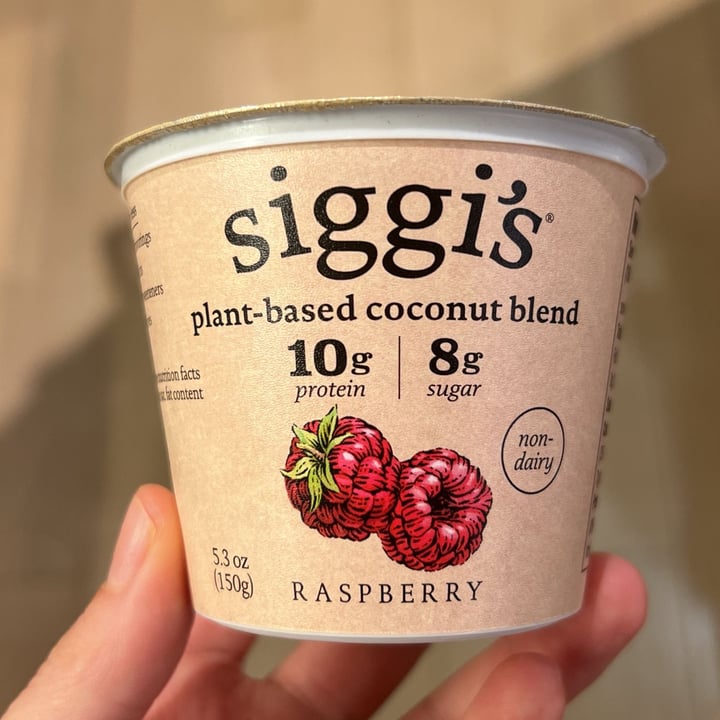 siggi's®
plant-based coconut blend
10g
protein
8g
sugar
non-
dairy
nutrition facts
fat content
5.3 oz
(150g)
RASPBERRY